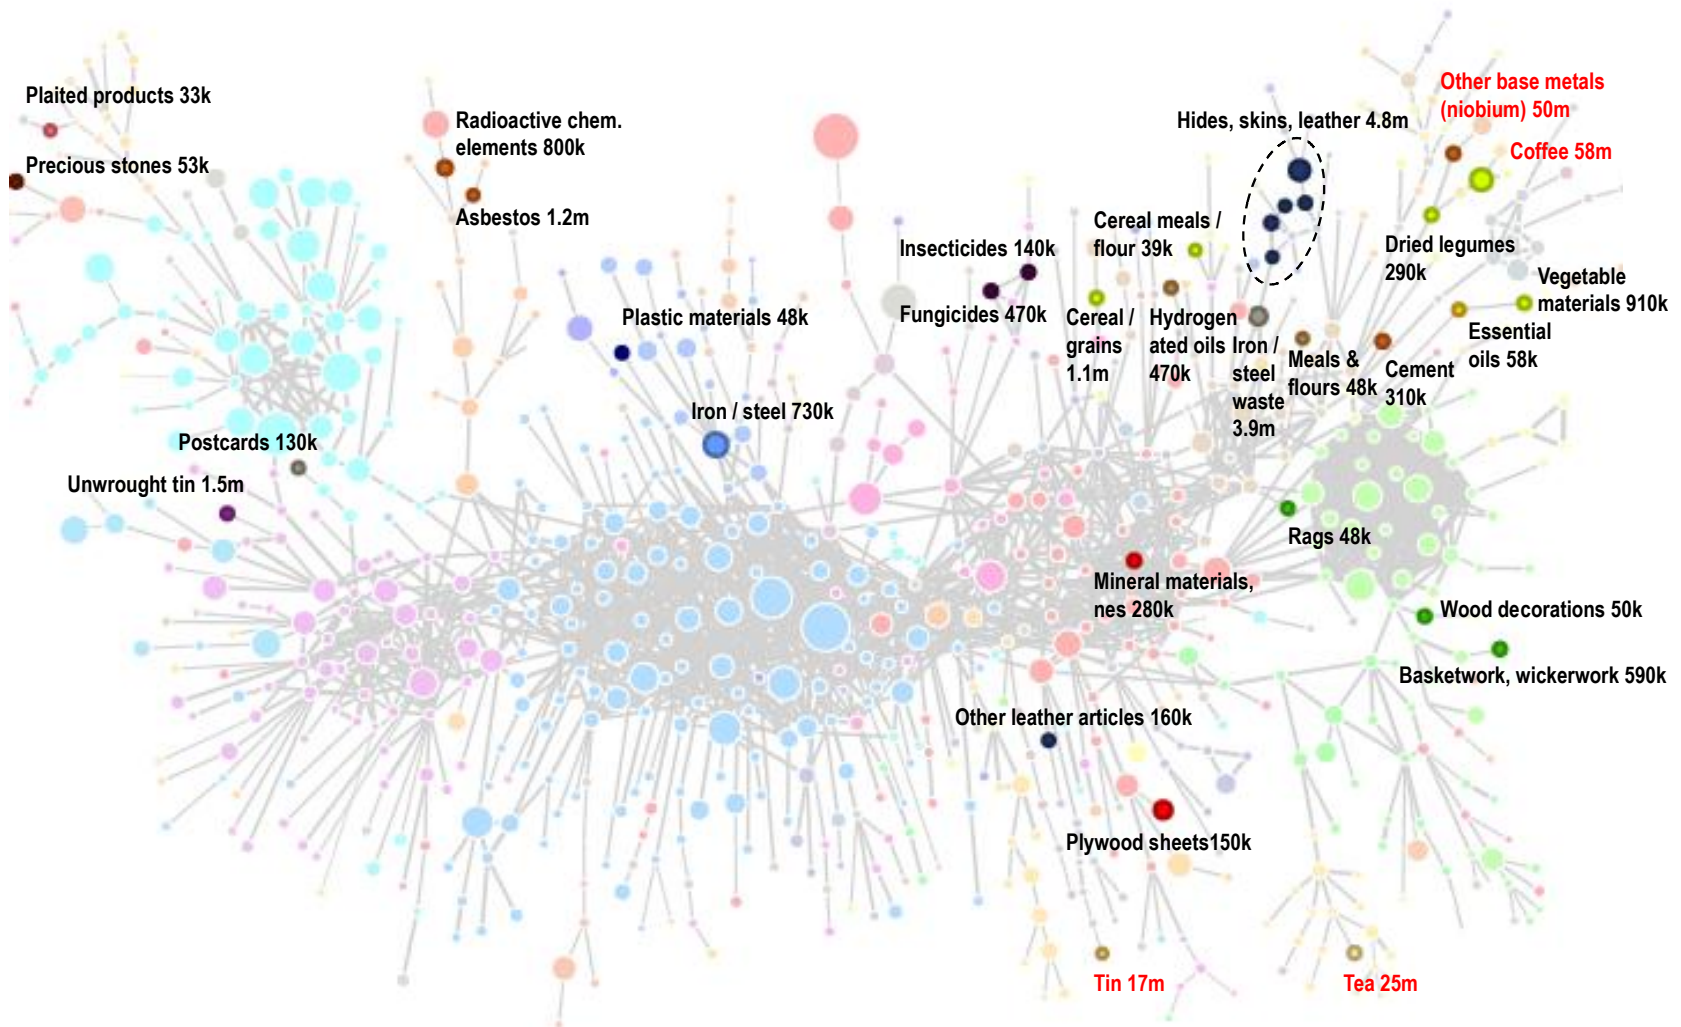 Plaited products 33k
Precious stones 53k
Radioactive chem.
elements 800k
Asbestos 1.2m
Hides, skins, leather 4.8m
Other base metals
(niobium) 50m
Coffee 58m
Insecticides 140k
Fungicides 470k
Cereal meals /
flour 39k
Dried legumes
290k
Vegetable
materials 910k
Plastic materials 48k
Cereal /
grains
1.1m
Hydrogen
ated oils
470k
Iron /
steel
waste
3.9m
Meals &
flours 48k
Cement
310k
Essential
oils 58k
Iron / steel 730k
Postcards 130k
Unwrought tin 1.5m
Rags 48k
Mineral materials,
nes 280k
Wood decorations 50k
Basketwork, wickerwork 590k
Other leather articles 160k
Plywood sheets150k
Tin 17m
Tea 25m